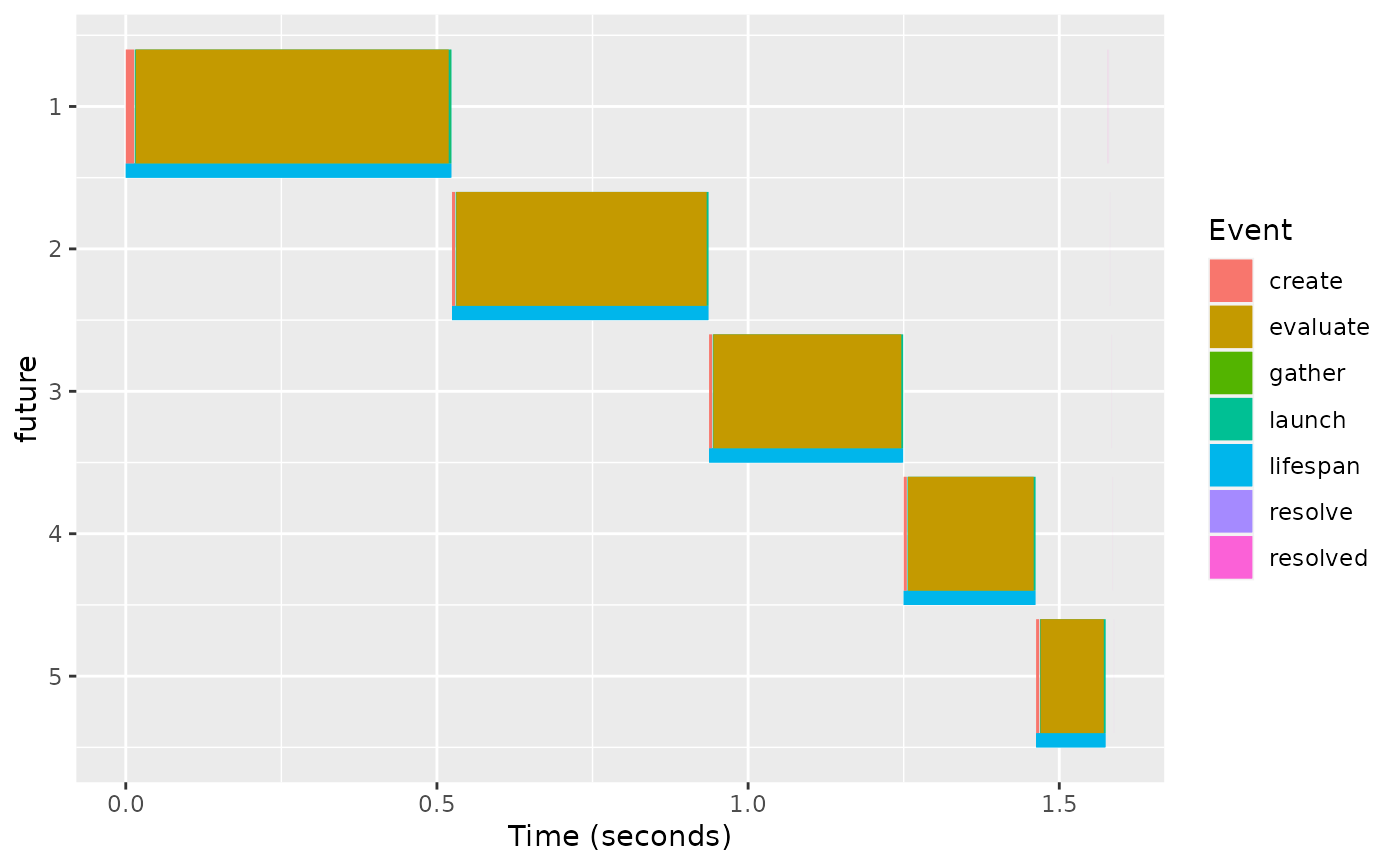 1
2
3
4
5
future
0.0
0.5
1.0
1.5
Time (seconds)
Event
create
evaluate
gather
launch
lifespan
resolve
resolved